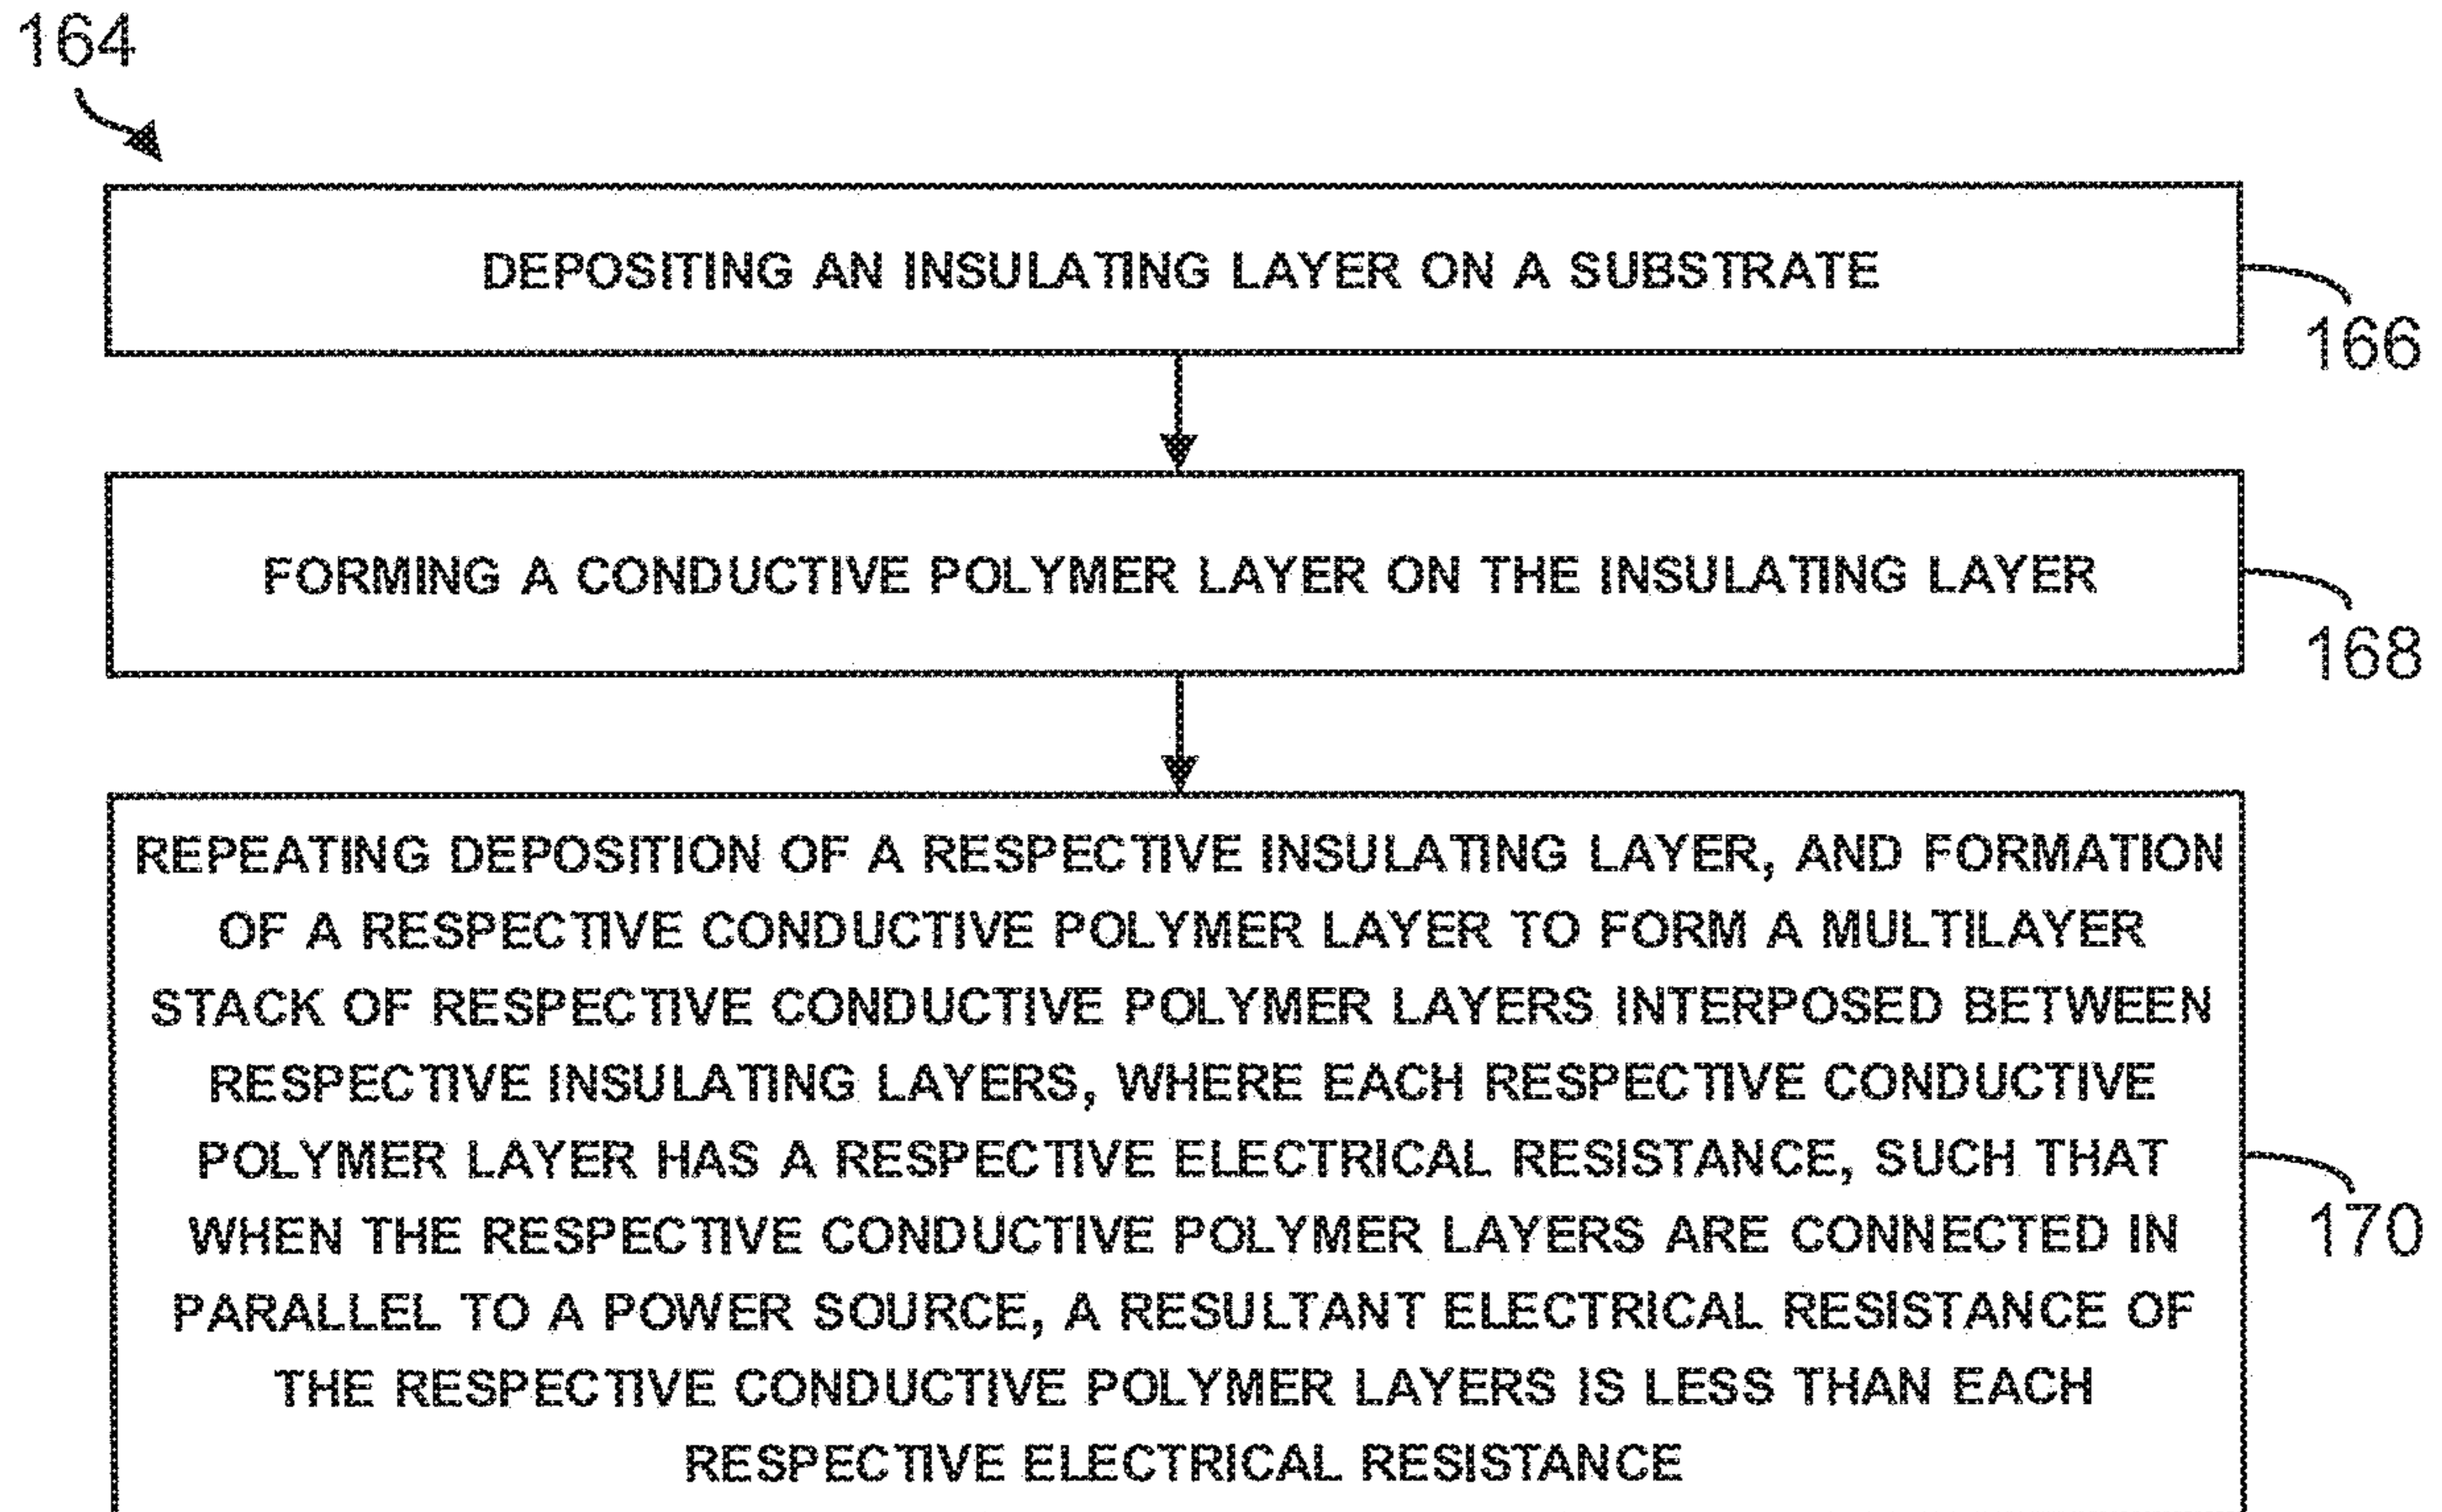 164
DEPOSITING AN INSULATING LAYER ON A SUBSTRATE
166
FORMING A CONDUCTIVE POLYMER LAYER ON THE INSULATING LAYER
168
REPEATING DEPOSITION OF A RESPECTIVE INSULATING LAYER, AND FORMATION
OF A RESPECTIVE CONDUCTIVE POLYMER LAYER TO FORM A MULTILAYER
STACK OF RESPECTIVE CONDUCTIVE POLYMER LAYERS INTERPOSED BETWEEN
RESPECTIVE INSULATING LAYERS, WHERE EACH RESPECTIVE CONDUCTIVE
POLYMER LAYER HAS A RESPECTIVE ELECTRICAL RESISTANCE, SUCH THAT
WHEN THE RESPECTIVE CONDUCTIVE POLYMER LAYERS ARE CONNECTED IN
PARALLEL TO A POWER SOURCE, A RESULTANT ELECTRICAL RESISTANCE OF
THE RESPECTIVE CONDUCTIVE POLYMER LAYERS IS LESS THAN EACH
RESPECTIVE ELECTRICAL RESISTANCE
170